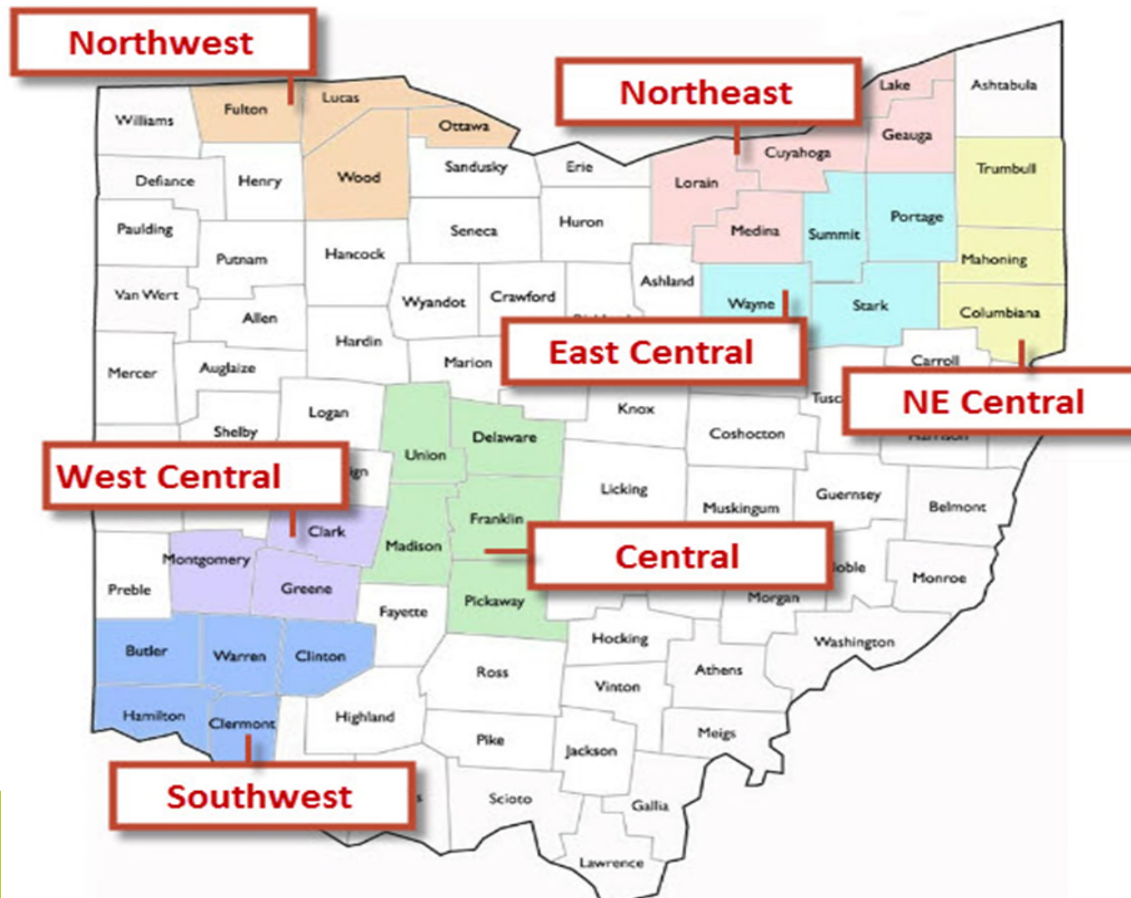 Northwest
Northeast
Lake
Ashtabula
Williams
Fulton
Lucas
Ottawa
Geauga
Cuyahoga
Defiance
Henry
Wood
Sandusky
Erie
Lorain
Trumbull
Paulding
Putnam
Hancock
Seneca
Huron
Medina
Summit
Portage
Mahoning
Van Wert
Allen
Wyandot
Crawford
Ashland
Wayne
Stark
Columbiana
Mercer
Auglaize
Hardin
Marion
East Central
Carroll
NE Central
Logan
Shelby
Knox
Tusc
Coshocton
Union
Delaware
West Central
ign
Licking
Muskingum
Guernsey
Belmont
Clark
Madison
Franklin
Central
Montgomery
Greene
Preble
Pickaway
Fayette
Morgan
oble
Monroe
Butler
Warren
Clinton
Hocking
Washington
Ross
Vinton
Athens
Hamilton
Clermont
Highland
Pike
Jackson
Meigs
Southwest
Scioto
Gallia
Lawrence